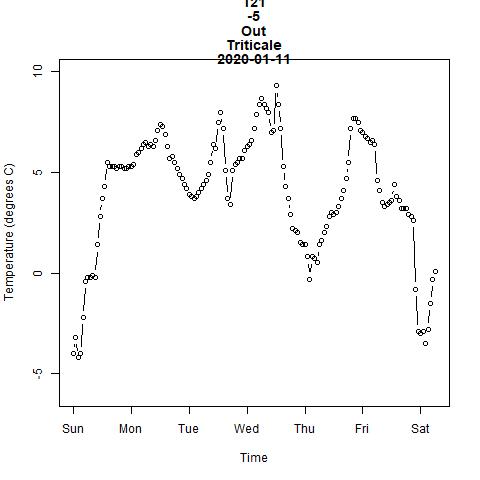 121
-5
Out
Triticale
2020-01-11
Temperature (degrees C)
10
5
0
-5
Sun Mon Tue Wed Thu Fri Sat
Time